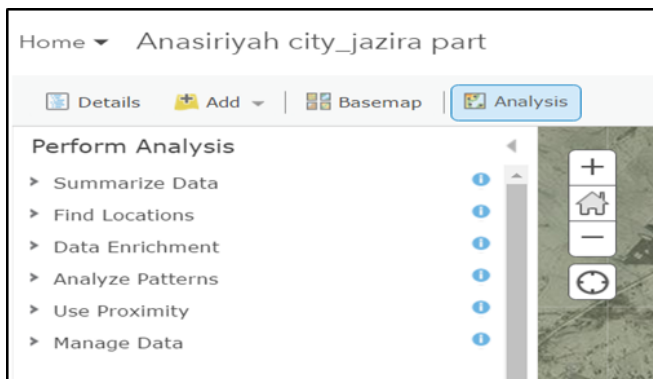 Home Anasiriyah city_jazira part
Details Add Basemap Analysis
Perform Analysis
Summarize Data
Find Locations
Data Enrichment
Analyze Patterns
Use Proximity
Manage Data